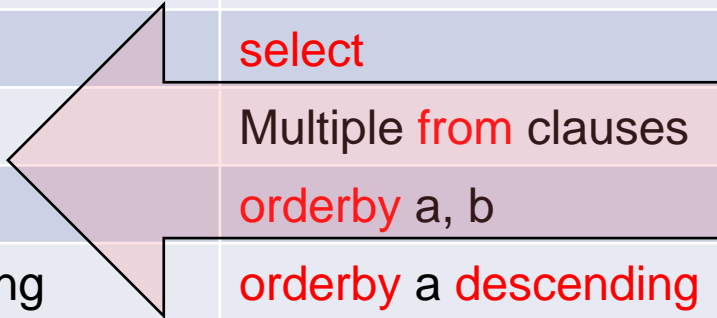 select
Multiple from clauses
orderby a, b
ng orderby a descending